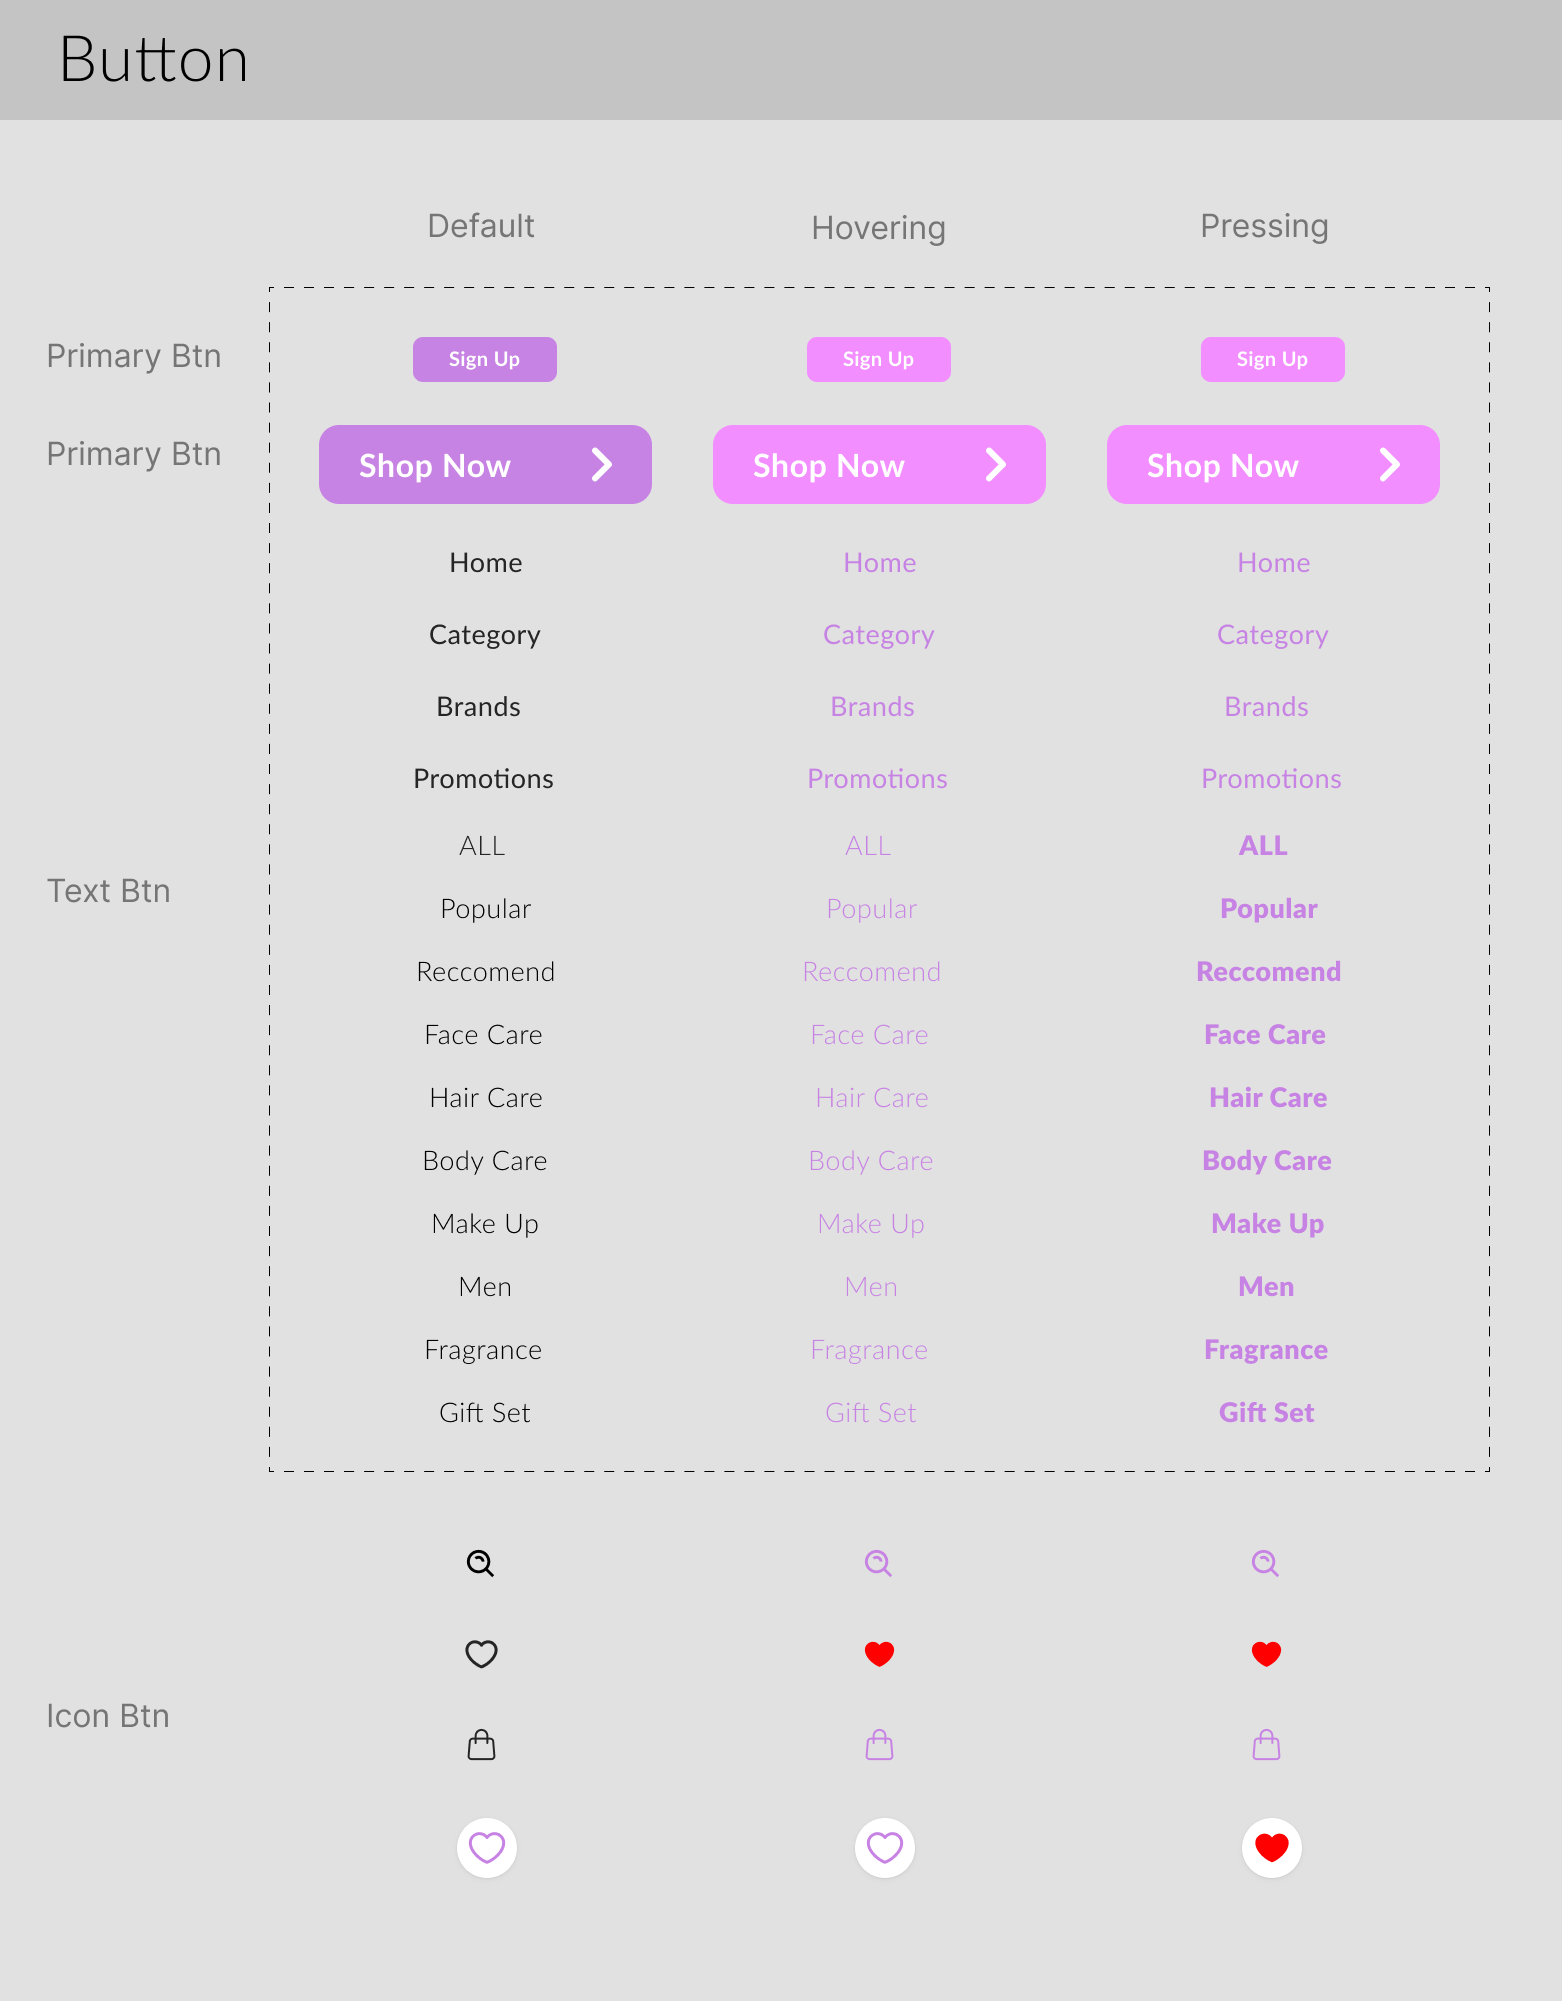 Button
Default Hovering Pressing
Primary Btn Sign Up Sign Up Sign Up
Primary Btn Shop Now Shop Now Shop Now
Home Home Home
Category Category Category
Brands Brands Brands
Promotions Promotions Promotions
ALL ALL ALL
Text Btn
Popular Popular Popular
Reccomend Reccomend Reccomend
Face Care Face Care Face Care
Hair Care Hair Care Hair Care
Body Care Body Care Body Care
Make Up Make Up Make Up
Men Men Men
Fragrance Fragrance Fragrance
Gift Set Gift Set Gift Set
Icon Btn